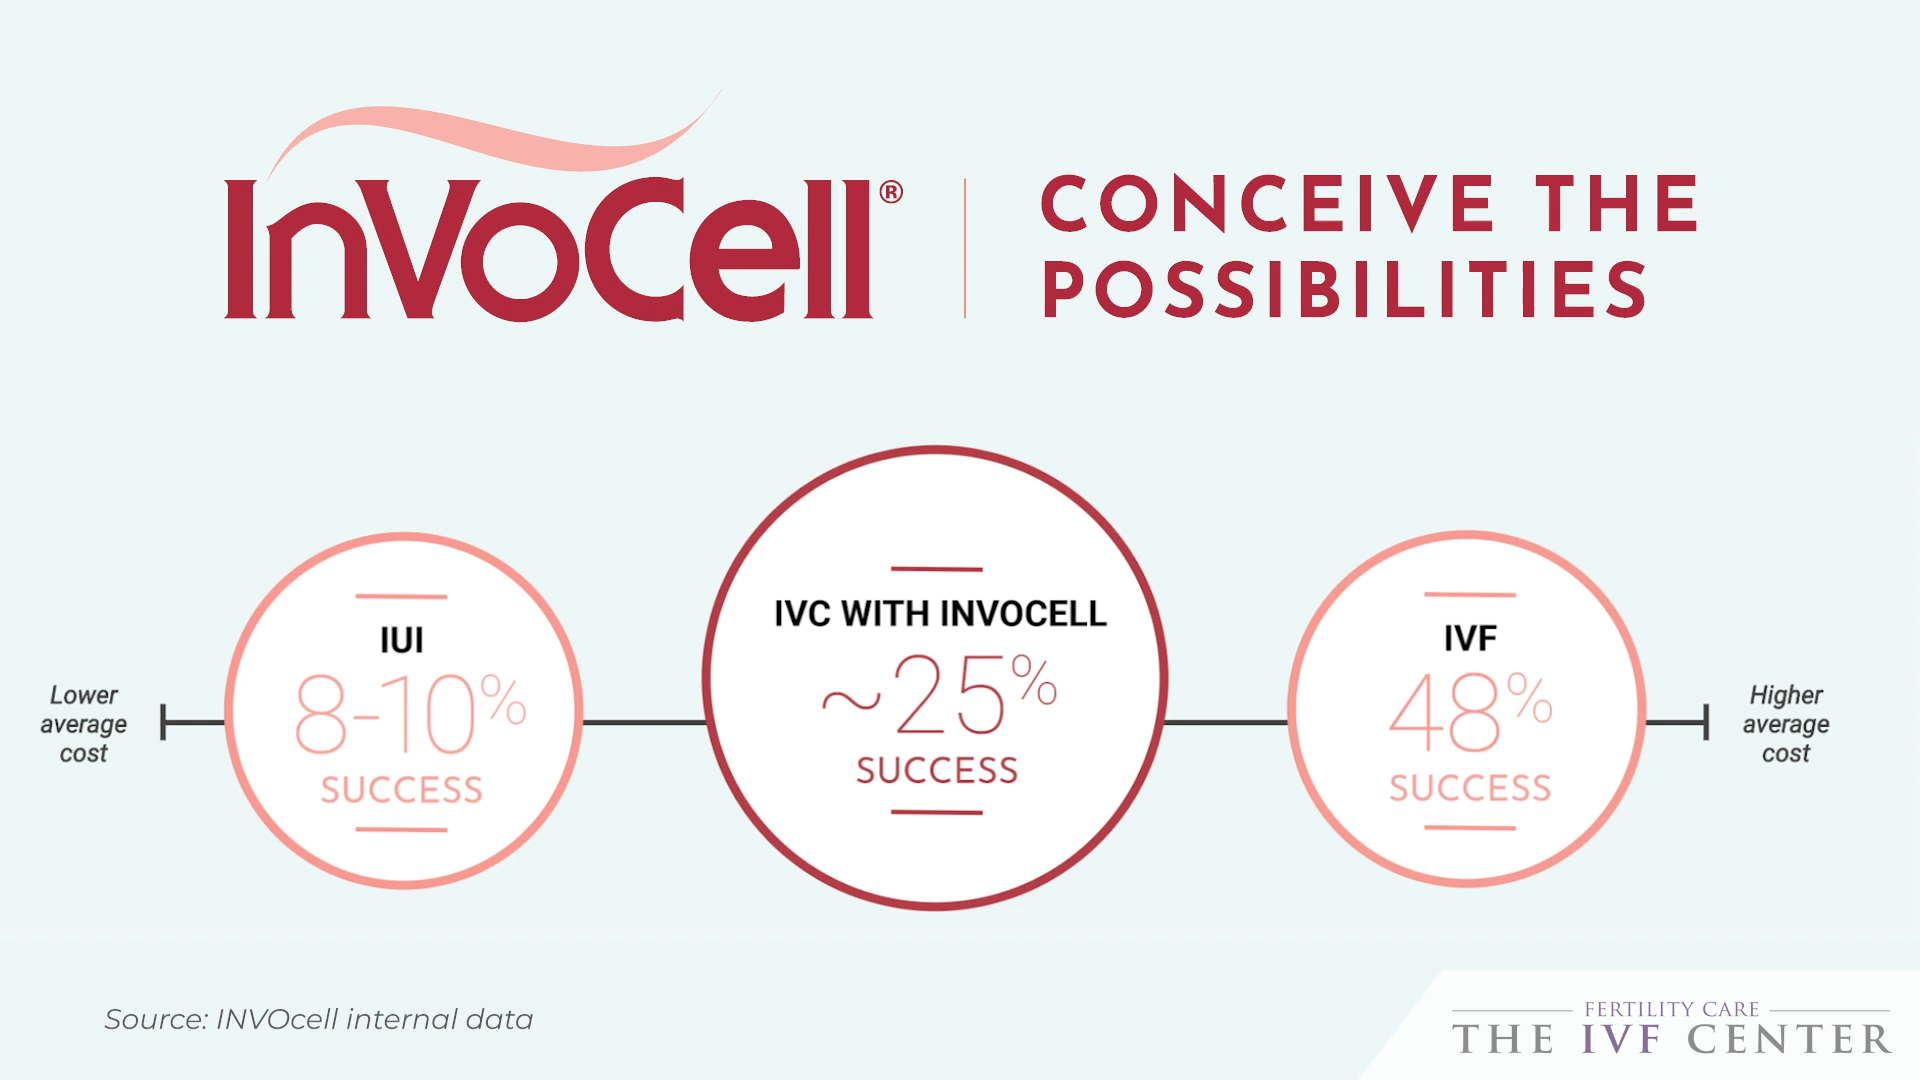 InVoCell®
CONCEIVE THE
POSSIBILITIES
Lower
average
cost
IUI
8-10%
SUCCESS
IVC WITH INVOCELL
~25%
SUCCESS
IVF
48%
SUCCESS
Higher
average
cost
Source: INVOcell internal data
FERTILITY CARE
THE IVF CENTER